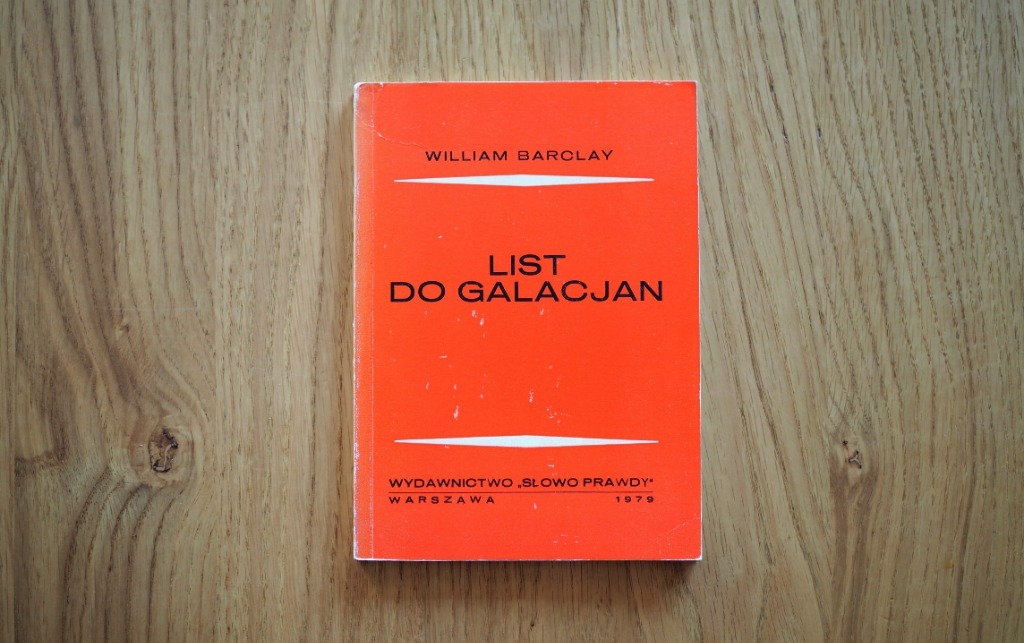 WILLIAM BARCLAY
LIST
DO GALACJAN
WYDAWNICTWO „SŁOWO PRAWDY”
WARSZAWA 1979